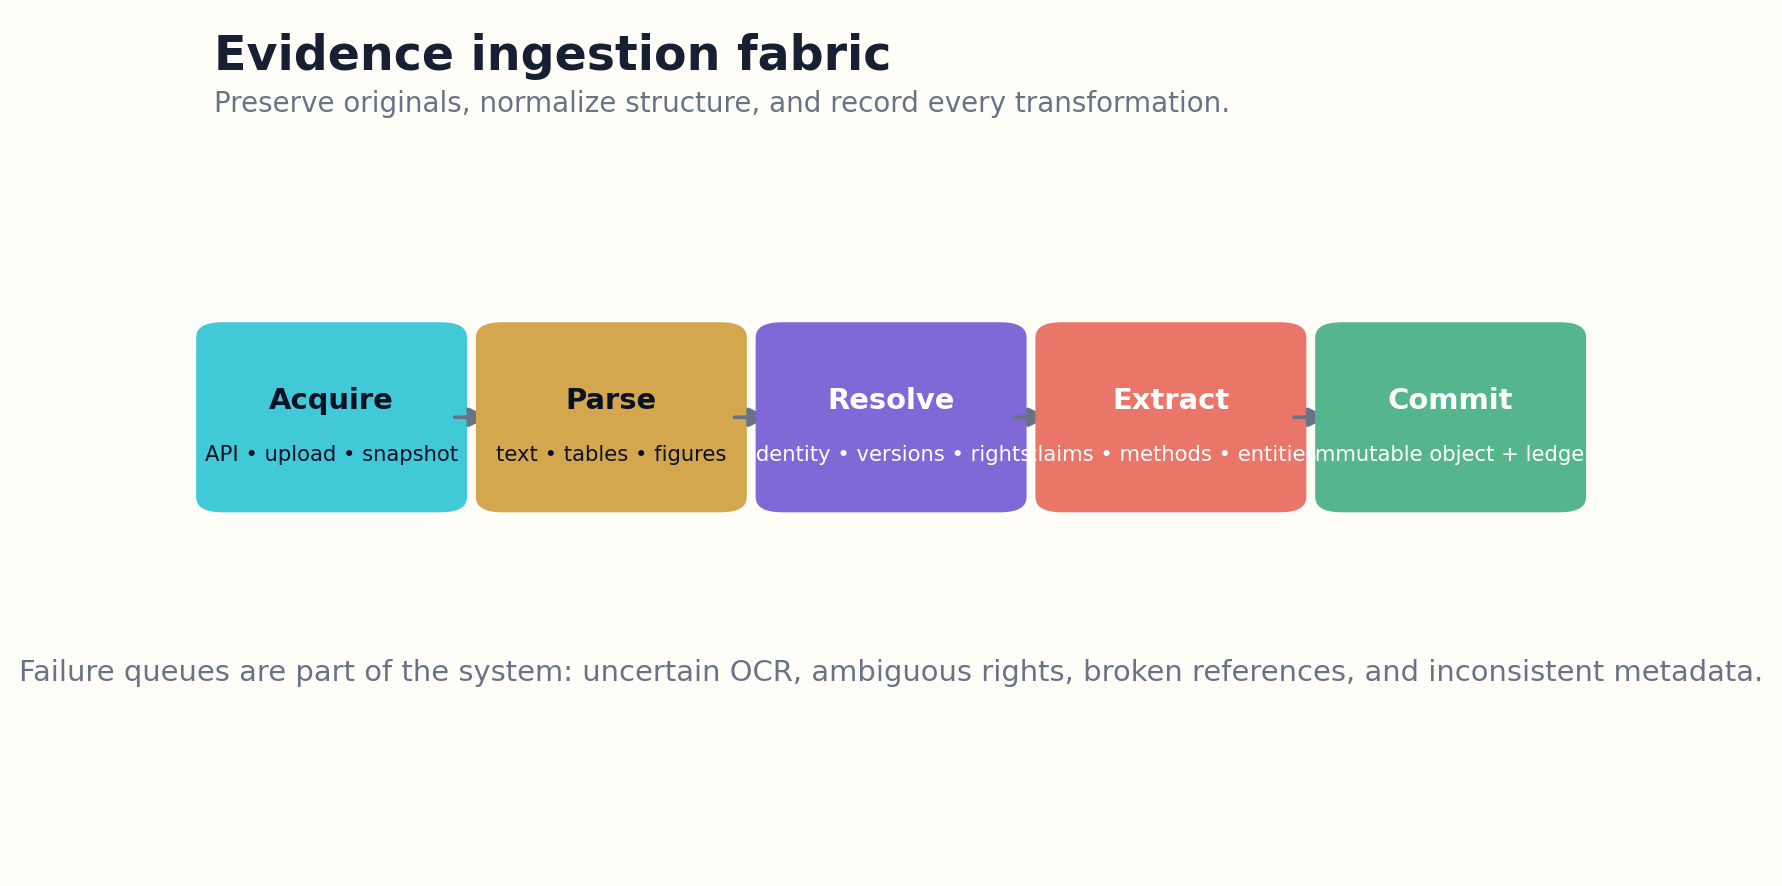 Evidence ingestion fabric
Preserve originals, normalize structure, and record every transformation.
Acquire
API • upload • snapshot
Parse
text • tables • figures
Resolve
dentity • versions • rights
Extract
claims • methods • entitie
Commit
mmutable object + ledge
Failure queues are part of the system: uncertain OCR, ambiguous rights, broken references, and inconsistent metadata.